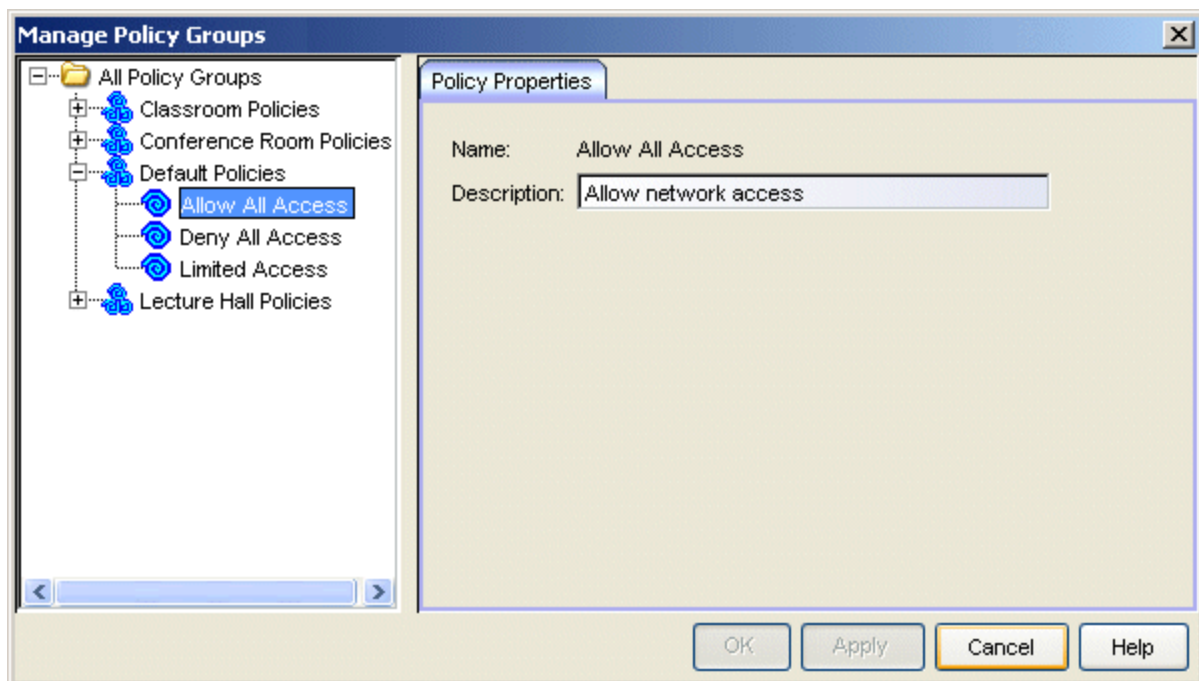 Manage Policy Groups
All Policy Groups
Classroom Policies
Conference Room Policies
Default Policies
Allow All Access
Deny All Access
Limited Access
Lecture Hall Policies
Policy Properties
Name: Allow All Access
Description: Allow network access
OK Apply Cancel Help